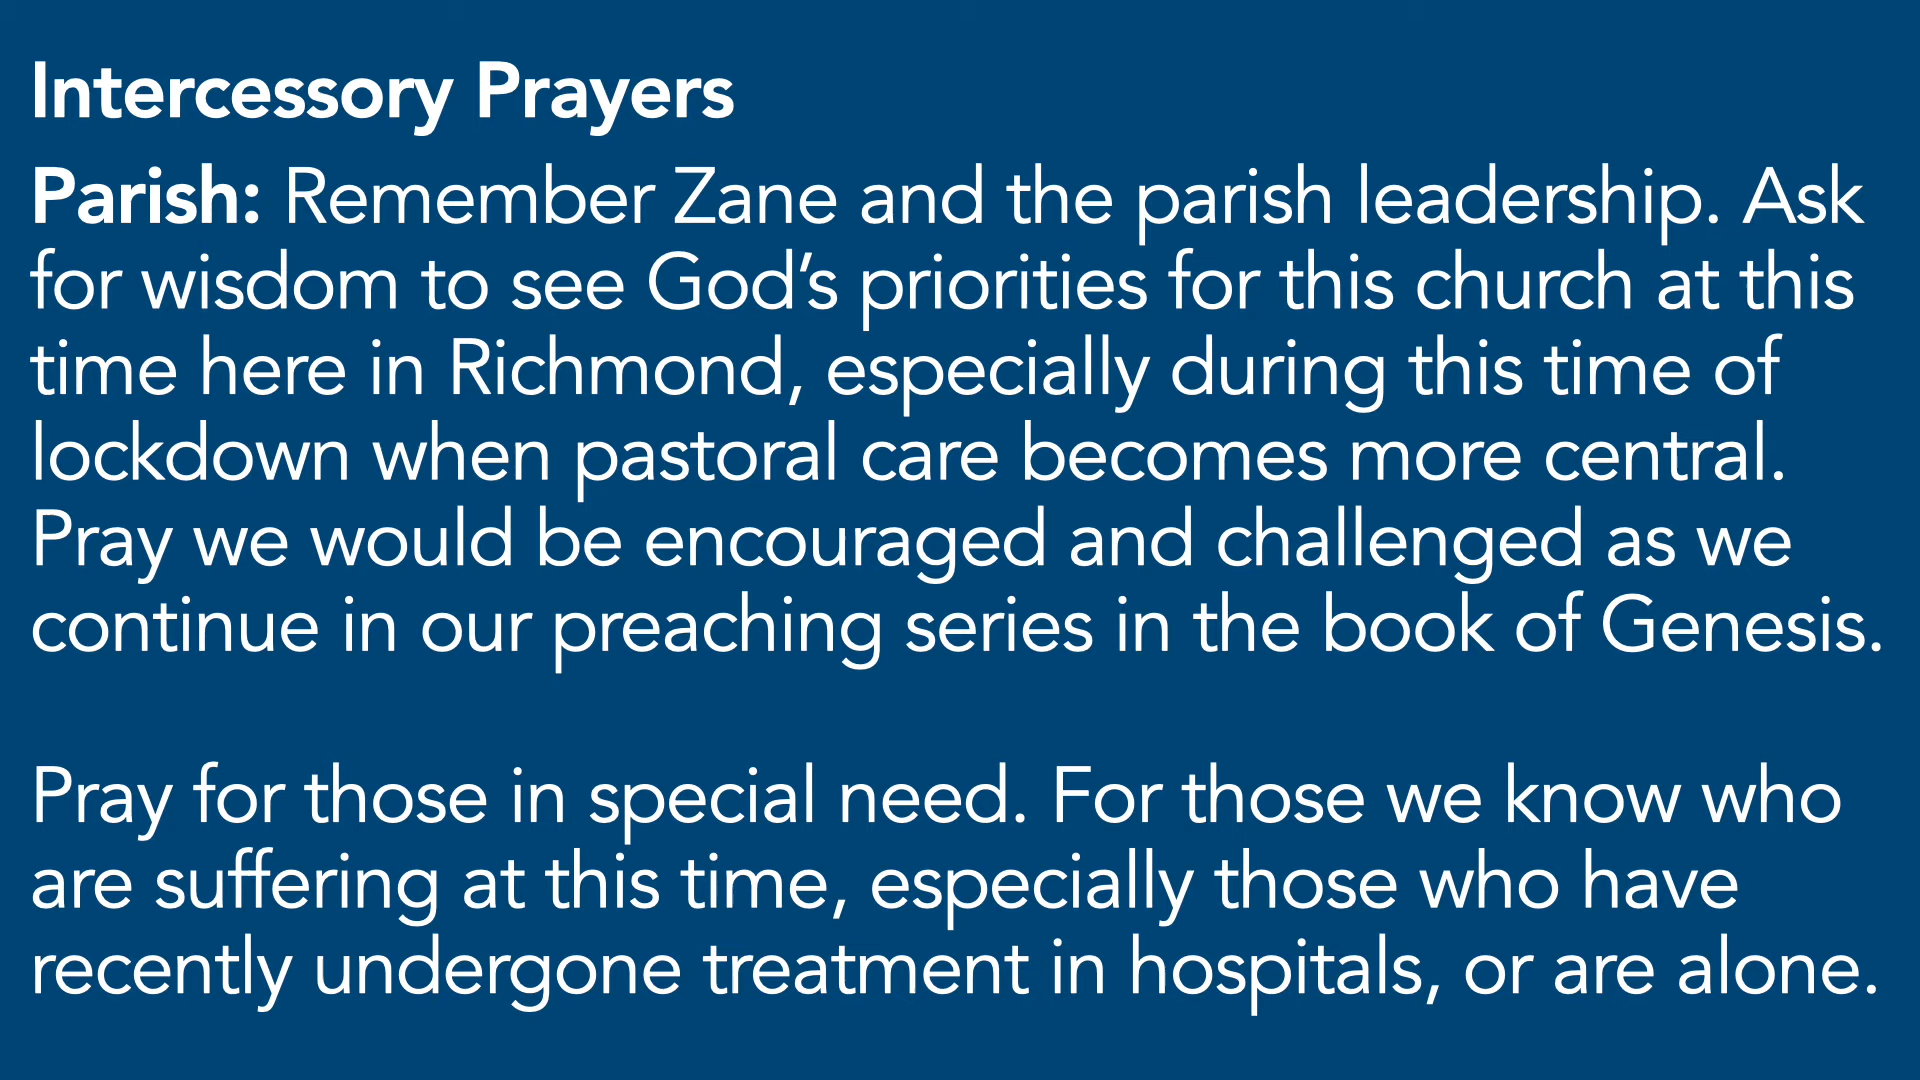 Intercessory Prayers
Parish: Remember Zane and the parish leadership. Ask
for wisdom to see God’s priorities for this church at this
time here in Richmond, especially during this time of
lockdown when pastoral care becomes more central.
Pray we would be encouraged and challenged as we
continue in our preaching series in the book of Genesis.
Pray for those in special need. For those we know who
are suffering at this time, especially those who have
recently undergone treatment in hospitals, or are alone.